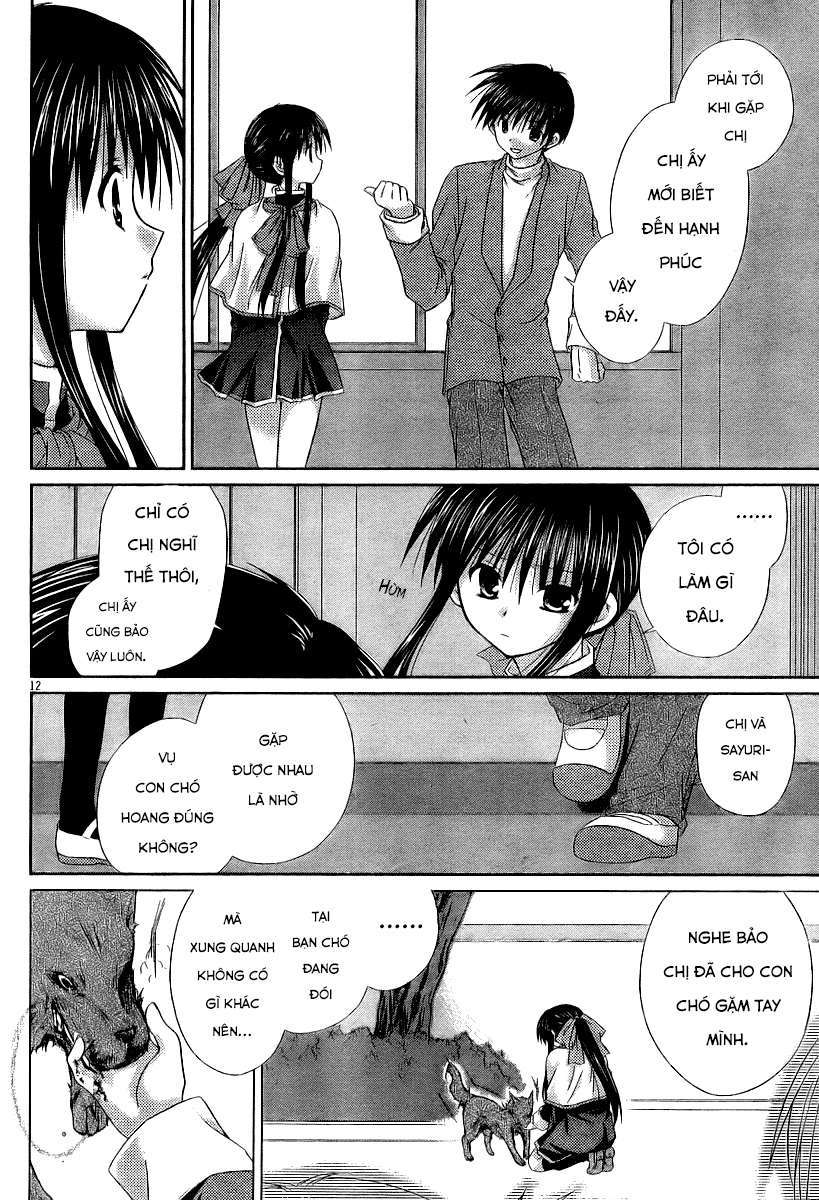 PHẢI TỚI
KHI GẶP
CHỊ
CHỊ ẤY
MỚI BIẾT
ĐẾN HẠNH
PHÚC
VẬY
ĐẤY.
......
TÔI CÓ
LÀM GÌ
ĐÂU.
HỪM
CHỈ CÓ
CHỊ NGHĨ
THẾ THÔI,
CHỊ ẤY
CŨNG BẢO
VẬY LUÔN.
12
CHỊ VÀ
SAYURI-
SAN
GẶP
ĐƯỢC NHAU
LÀ NHỜ
VỤ
CON CHÓ
HOANG ĐÚNG
KHÔNG?
NGHE BẢO
CHỊ ĐÃ CHO CON
CHÓ GẶM TAY
MÌNH.
......
TẠI
BẠN CHÓ
ĐANG
ĐÓI
MÀ
XUNG QUANH
KHÔNG CÓ
GÌ KHÁC
NÊN...